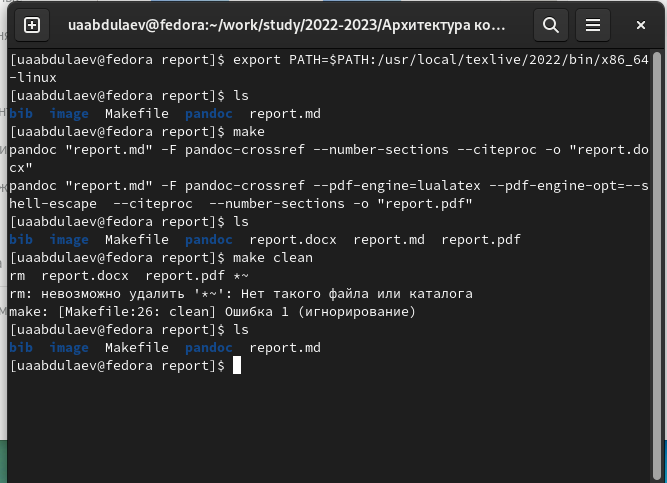 uaabdulaev@fedora:~/work/study/2022-2023/Архитектура ко...
[uaabdulaev@fedora report]$ export PATH=$PATH:/usr/local/texlive/2022/bin/x86_64
-linux
[uaabdulaev@fedora report]$ ls
bib  image  Makefile  pandoc  report.md
[uaabdulaev@fedora report]$ make
pandoc "report.md" -F pandoc-crossref --number-sections --citeproc -o "report.do
cx"
pandoc "report.md" -F pandoc-crossref --pdf-engine=lualatex --pdf-engine-opt=--s
hell-escape  --citeproc  --number-sections -o "report.pdf"
[uaabdulaev@fedora report]$ ls
bib  image  Makefile  pandoc  report.docx  report.md  report.pdf
[uaabdulaev@fedora report]$ make clean
rm  report.docx  report.pdf *~
rm: невозможно удалить '*~': Нет такого файла или каталога
make: [Makefile:26: clean] Ошибка 1 (игнорирование)
[uaabdulaev@fedora report]$ ls
bib  image  Makefile  pandoc  report.md
[uaabdulaev@fedora report]$